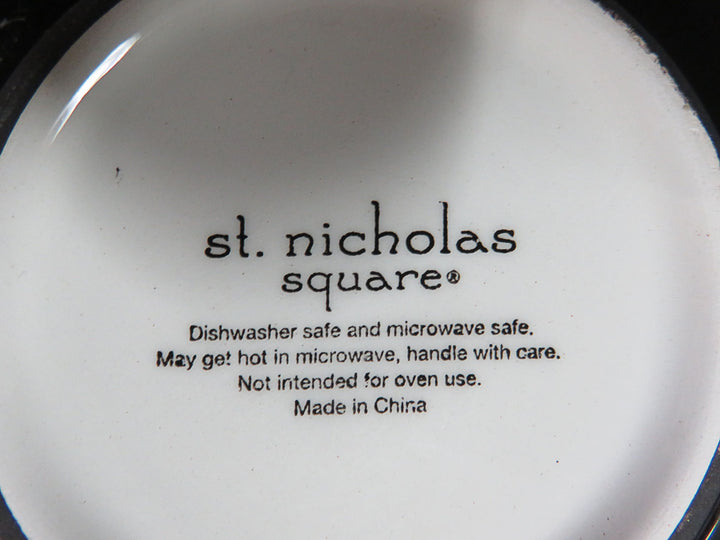 st. nicholas
square®
Dishwasher safe and microwave safe.
May get hot in microwave, handle with care.
Not intended for oven use.
Made in China